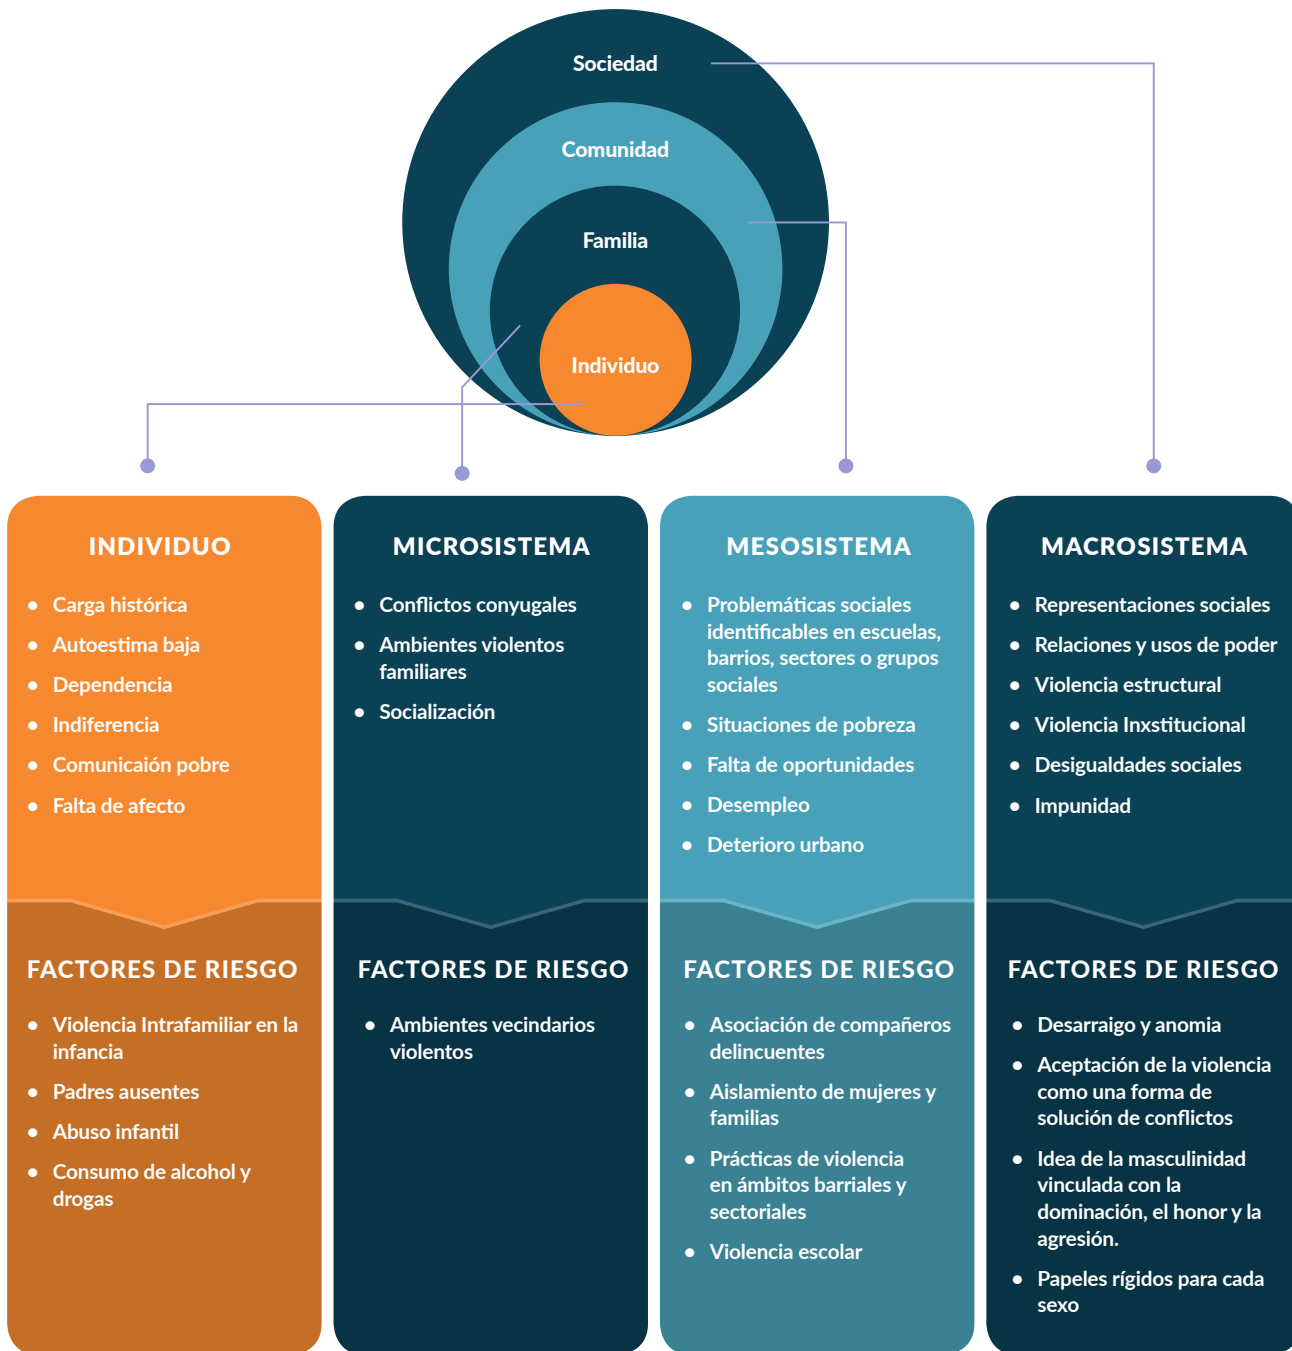 Sociedad
Comunidad
Familia
Individuo
INDIVIDUO
Carga histórica
Autoestima baja
Dependencia
Indiferencia
Comunicaión pobre
Falta de afecto
FACTORES DE RIESGO
Violencia Intrafamiliar en la
infancia
Padres ausentes
Abuso infantil
Consumo de alcohol y
drogas
MICROSISTEMA
Conflictos conyugales
Ambientes violentos
familiares
Socialización
FACTORES DE RIESGO
Ambientes vecindarios
violentos
MESOSISTEMA
Problemáticas sociales
identificables en escuelas,
barrios, sectores o grupos
sociales
Situaciones de pobreza
Falta de oportunidades
Desempleo
Deterioro urbano
FACTORES DE RIESGO
Asociación de compañeros
delincuentes
Aislamiento de mujeres y
familias
Prácticas de violencia
en ámbitos barriales y
sectoriales
Violencia escolar
MACROSISTEMA
Representaciones sociales
Relaciones y usos de poder
Violencia estructural
Violencia Inxstitucional
Desigualdades sociales
Impunidad
FACTORES DE RIESGO
Desarraigo y anomia
Aceptación de la violencia
como una forma de
solución de conflictos
Idea de la masculinidad
vinculada con la
dominación, el honor y la
agresión.
Papeles rígidos para cada
sexo